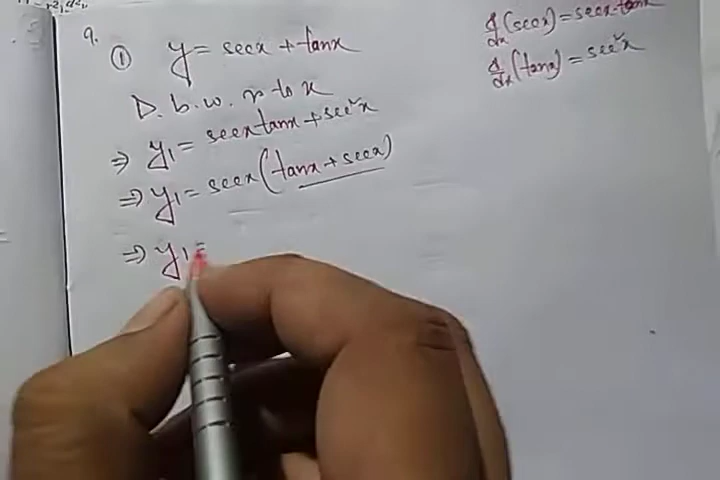 9.
① y = secx + tanx
D. b. w. r to x
⇒ y₁ = secx tanx + sec²x
⇒ y₁ = secx (tanx + secx)
⇒ y₁ =
d/dx (secx) = secx·tanx
d/dx (tanx) = sec²x